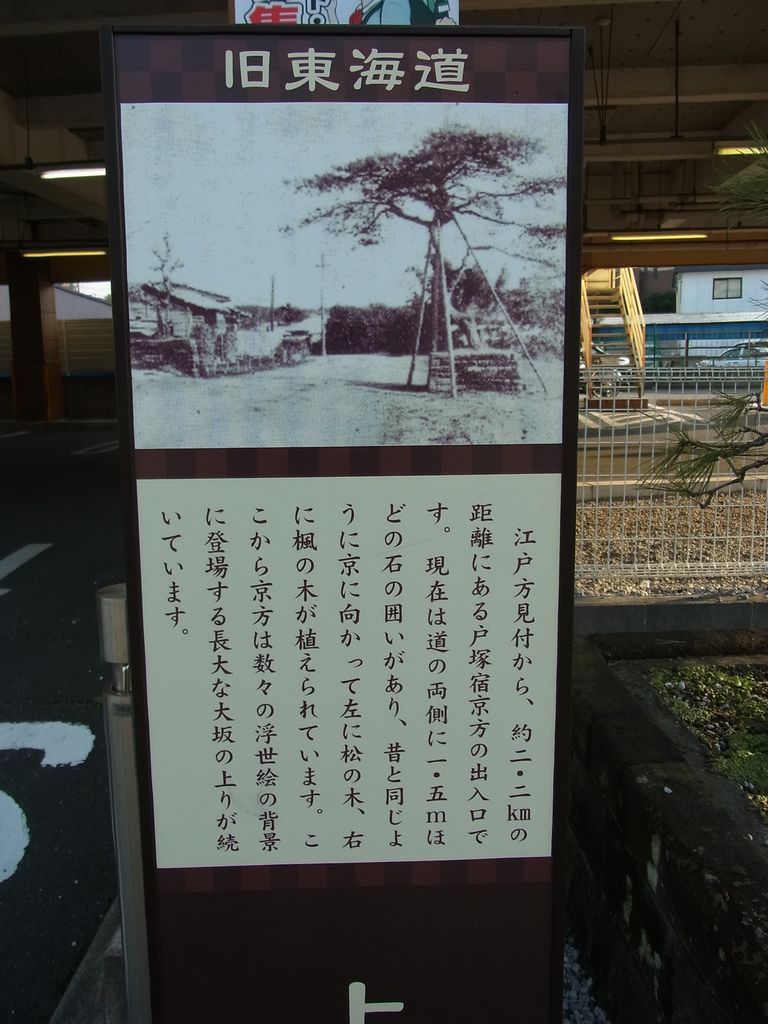 旧東海道
江戸方見付から、約二・二kmの
距離にある戸塚宿京方の出入口で
す。現在は道の両側に一・五mほ
どの石の囲いがあり、昔と同じよ
うに京に向かって左に松の木、右
に楓の木が植えられています。こ
こから京方は数々の浮世絵の背景
に登場する長大な大坂の上りが続
いています。
上